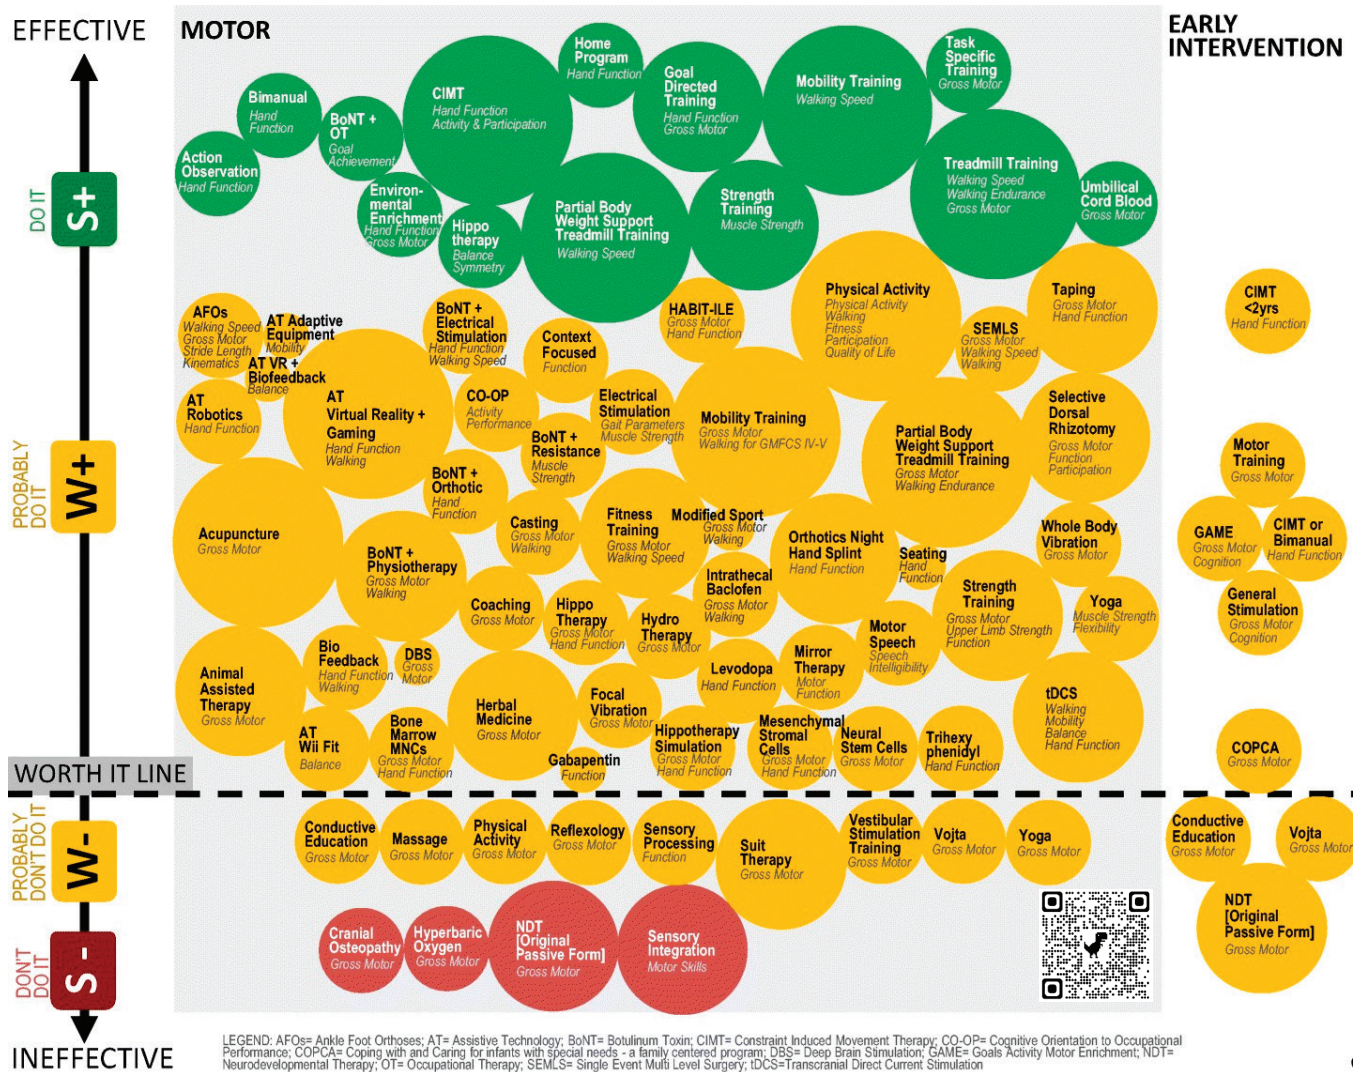 EFFECTIVE
MOTOR
EARLY
INTERVENTION
DO IT
S+
PROBABLY
DO IT
W+
WORTH IT LINE
PROBABLY
DON'T DO IT
W-
DON'T
DO IT
S -
INEFFECTIVE
Action
Observation
Hand Function
Bimanual
Hand
Function
BoNT +
OT
Goal
Achievement
CIMT
Hand Function
Activity & Participation
Home
Program
Hand Function
Goal
Directed
Training
Hand Function
Gross Motor
Mobility Training
Walking Speed
Task
Specific
Training
Gross Motor
Environ-
mental
Enrichment
Hand Function
Gross Motor
Hippo
therapy
Balance
Symmetry
Partial Body
Weight Support
Treadmill Training
Walking Speed
Strength
Training
Muscle Strength
Treadmill Training
Walking Speed
Walking Endurance
Gross Motor
Umbilical
Cord Blood
Gross Motor
AFOs
Walking Speed
Gross Motor
Stride Length
Kinematics
AT Adaptive
Equipment
Mobility
AT VR +
Biofeedback
Balance
BoNT +
Electrical
Stimulation
Hand Function
Walking Speed
Context
Focused
Function
HABIT-ILE
Gross Motor
Hand Function
Physical Activity
Physical Activity
Walking
Fitness
Participation
Quality of Life
SEMLS
Gross Motor
Walking Speed
Walking
Taping
Gross Motor
Hand Function
AT
Robotics
Hand Function
AT
Virtual Reality +
Gaming
Hand Function
Walking
CO-OP
Activity
Performance
Electrical
Stimulation
Gait Parameters
Muscle Strength
BoNT +
Resistance
Muscle
Strength
Mobility Training
Gross Motor
Walking for GMFCS IV-V
Partial Body
Weight Support
Treadmill Training
Gross Motor
Walking Endurance
Selective
Dorsal
Rhizotomy
Gross Motor
Function
Participation
BoNT +
Orthotic
Hand
Function
Acupuncture
Gross Motor
BoNT +
Physiotherapy
Gross Motor
Walking
Casting
Gross Motor
Walking
Fitness
Training
Gross Motor
Walking Speed
Modified Sport
Gross Motor
Walking
Orthotics Night
Hand Splint
Hand Function
Seating
Hand
Function
Whole Body
Vibration
Gross Motor
Coaching
Gross Motor
Hippo
Therapy
Gross Motor
Hand Function
Hydro
Therapy
Gross Motor
Intrathecal
Baclofen
Gross Motor
Walking
Motor
Speech
Speech
Intelligibility
Strength
Training
Gross Motor
Upper Limb Strength
Function
Yoga
Muscle Strength
Flexibility
Animal
Assisted
Therapy
Gross Motor
Bio
Feedback
Hand Function
Walking
DBS
Gross
Motor
Herbal
Medicine
Gross Motor
Focal
Vibration
Gross Motor
Levodopa
Hand Function
Mirror
Therapy
Motor
Function
tDCS
Walking
Mobility
Balance
Hand Function
AT
Wii Fit
Balance
Bone
Marrow
MNCs
Gross Motor
Hand Function
Gabapentin
Function
Hippotherapy
Simulation
Gross Motor
Hand Function
Mesenchymal
Stromal
Cells
Gross Motor
Hand Function
Neural
Stem Cells
Gross Motor
Trihexy
phenidyl
Hand Function
Conductive
Education
Gross Motor
Massage
Gross Motor
Physical
Activity
Gross Motor
Reflexology
Gross Motor
Sensory
Processing
Function
Suit
Therapy
Gross Motor
Vestibular
Stimulation
Training
Gross Motor
Vojta
Gross Motor
Yoga
Gross Motor
Cranial
Osteopathy
Gross Motor
Hyperbaric
Oxygen
Gross Motor
NDT
[Original
Passive Form]
Gross Motor
Sensory
Integration
Motor Skills
CIMT
<2yrs
Hand Function
Motor
Training
Gross Motor
GAME
Gross Motor
Cognition
CIMT or
Bimanual
Hand Function
General
Stimulation
Gross Motor
Cognition
COPCA
Gross Motor
Conductive
Education
Gross Motor
Vojta
Gross Motor
NDT
[Original
Passive Form]
Gross Motor
LEGEND: AFOs= Ankle Foot Orthoses; AT= Assistive Technology; BoNT= Botulinum Toxin; CIMT= Constraint Induced Movement Therapy; CO-OP= Cognitive Orientation to Occupational
Performance; COPCA= Coping with and Caring for infants with special needs - a family centered program; DBS= Deep Brain Stimulation; GAME= Goals Activity Motor Enrichment; NDT=
Neurodevelopmental Therapy; OT= Occupational Therapy; SEMLS= Single Event Multi Level Surgery; tDCS=Transcranial Direct Current Stimulation